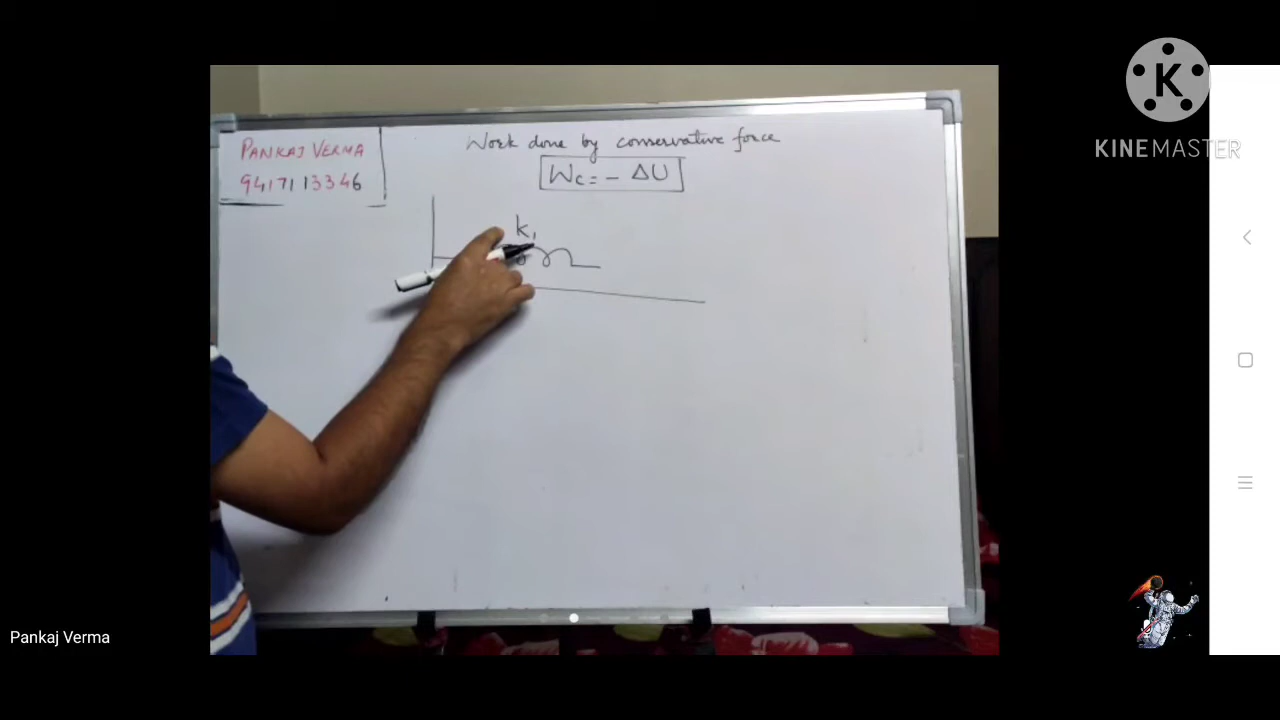 PANKAJ VERMA
9417113346
Work done by conservative force
Wc = - ΔU
k1
K
KINEMASTER
Pankaj Verma